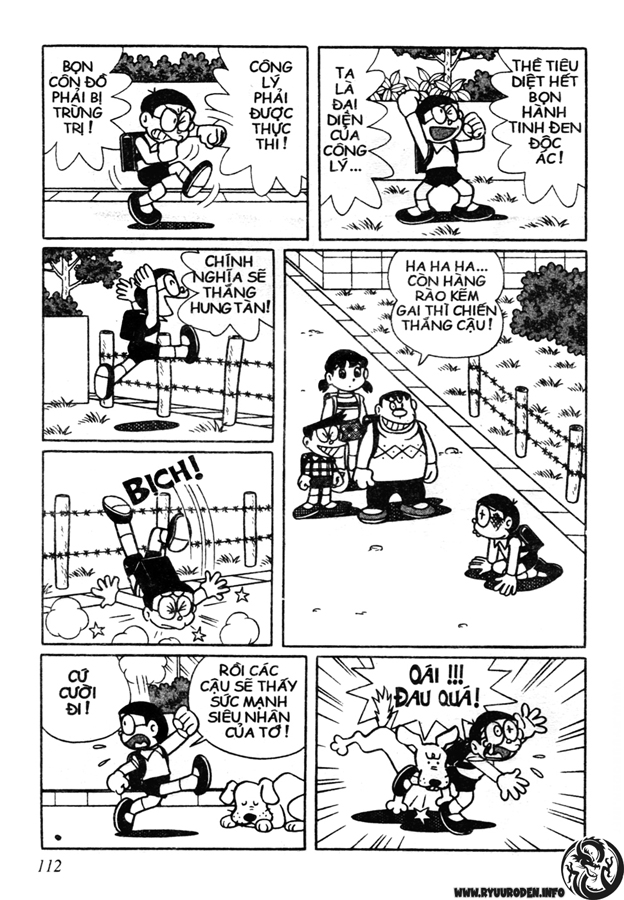 BỌN
CÔN ĐỒ
PHẢI BỊ
TRỪNG
TRỊ!
CÔNG
LÝ
PHẢI
ĐƯỢC
THỰC
THI!
TA
LÀ ĐẠI
DIỆN CỦA
CÔNG
LÝ...
THỀ TIÊU
DIỆT HẾT
BỌN
HÀNH
TINH ĐEN
ĐỘC
ÁC!
CHÍNH
NGHĨA SẼ
THẮNG
HUNG TÀN!
HA HA HA...
CÒN HÀNG
RÀO KẼM
GAI THÌ CHIẾN
THẮNG CẬU!
BỊCH!
CỨ
CƯỜI
ĐI!
RỒI CÁC
CẬU SẼ THẤY
SỨC MẠNH
SIÊU NHÂN
CỦA TỚ!
OÁI!!!
ĐAU QUÁ!
112
WWW.RYUURODEN.INFO